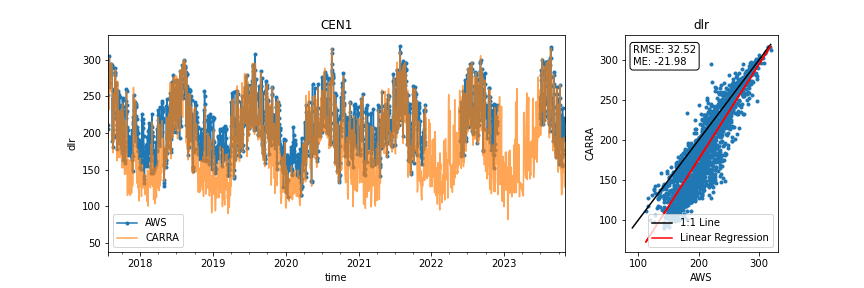 CEN1
dlr
300
250
200
150
100
50
dlr
AWS
CARRA
2018
2019
2020
2021
2022
2023
time
dlr
RMSE: 32.52
ME: -21.98
300
250
200
150
100
CARRA
1:1 Line
Linear Regression
100
200
300
AWS